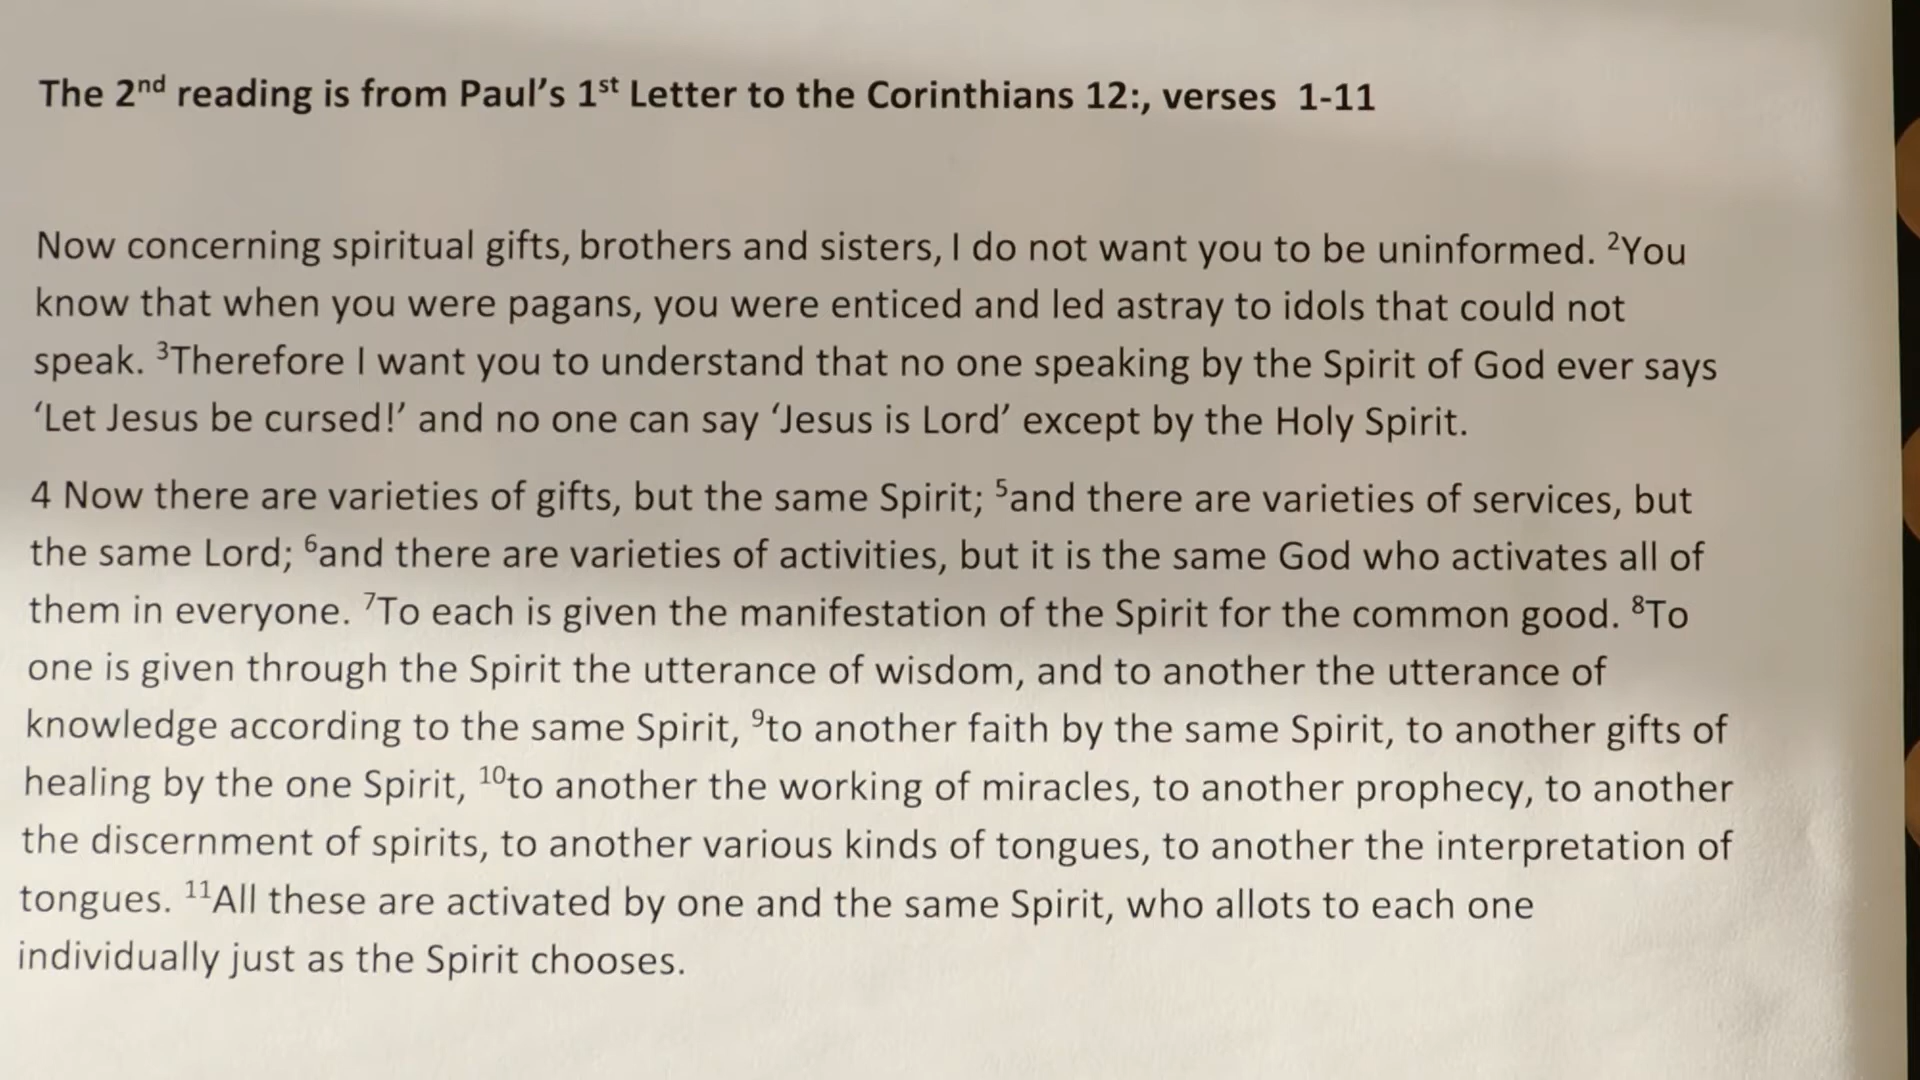 The 2nd reading is from Paul's 1st Letter to the Corinthians 12:, verses 1-11
Now concerning spiritual gifts, brothers and sisters, I do not want you to be uninformed. 2You
know that when you were pagans, you were enticed and led astray to idols that could not
speak. 3Therefore I want you to understand that no one speaking by the Spirit of God ever says
‘Let Jesus be cursed!’ and no one can say ‘Jesus is Lord’ except by the Holy Spirit.
4 Now there are varieties of gifts, but the same Spirit; 5and there are varieties of services, but
the same Lord; 6and there are varieties of activities, but it is the same God who activates all of
them in everyone. 7To each is given the manifestation of the Spirit for the common good. 8To
one is given through the Spirit the utterance of wisdom, and to another the utterance of
knowledge according to the same Spirit, 9to another faith by the same Spirit, to another gifts of
healing by the one Spirit, 10to another the working of miracles, to another prophecy, to another
the discernment of spirits, to another various kinds of tongues, to another the interpretation of
tongues. 11All these are activated by one and the same Spirit, who allots to each one
individually just as the Spirit chooses.